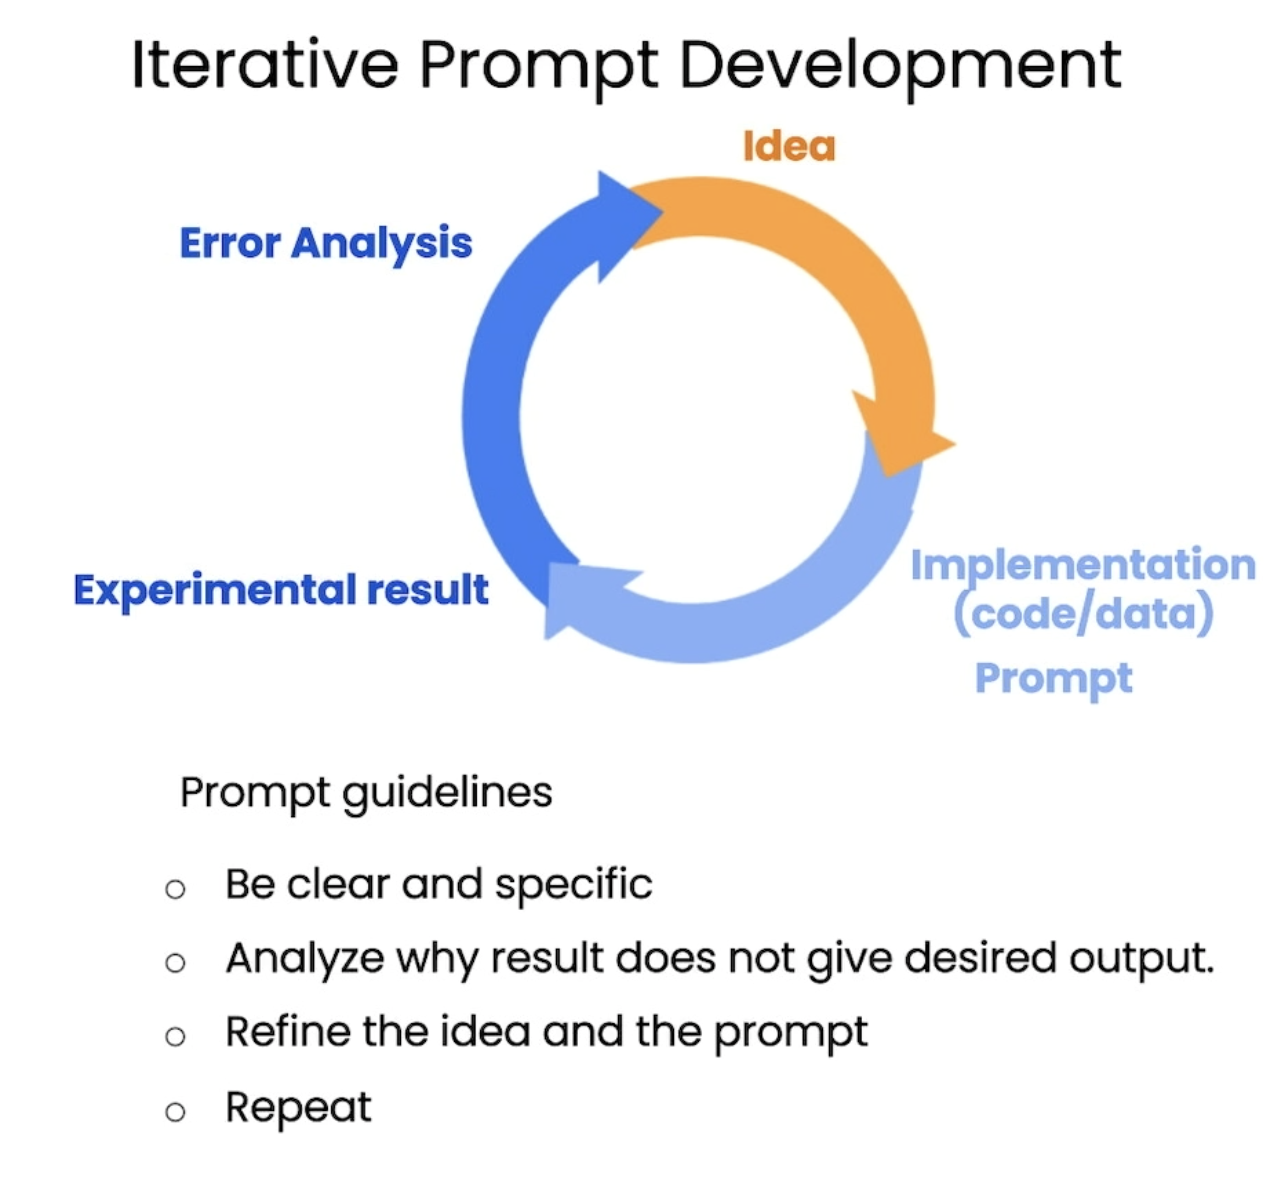 Iterative Prompt Development
Idea
Error Analysis
Implementation
(code/data)
Prompt
Experimental result
Prompt guidelines
Be clear and specific
Analyze why result does not give desired output.
Refine the idea and the prompt
Repeat